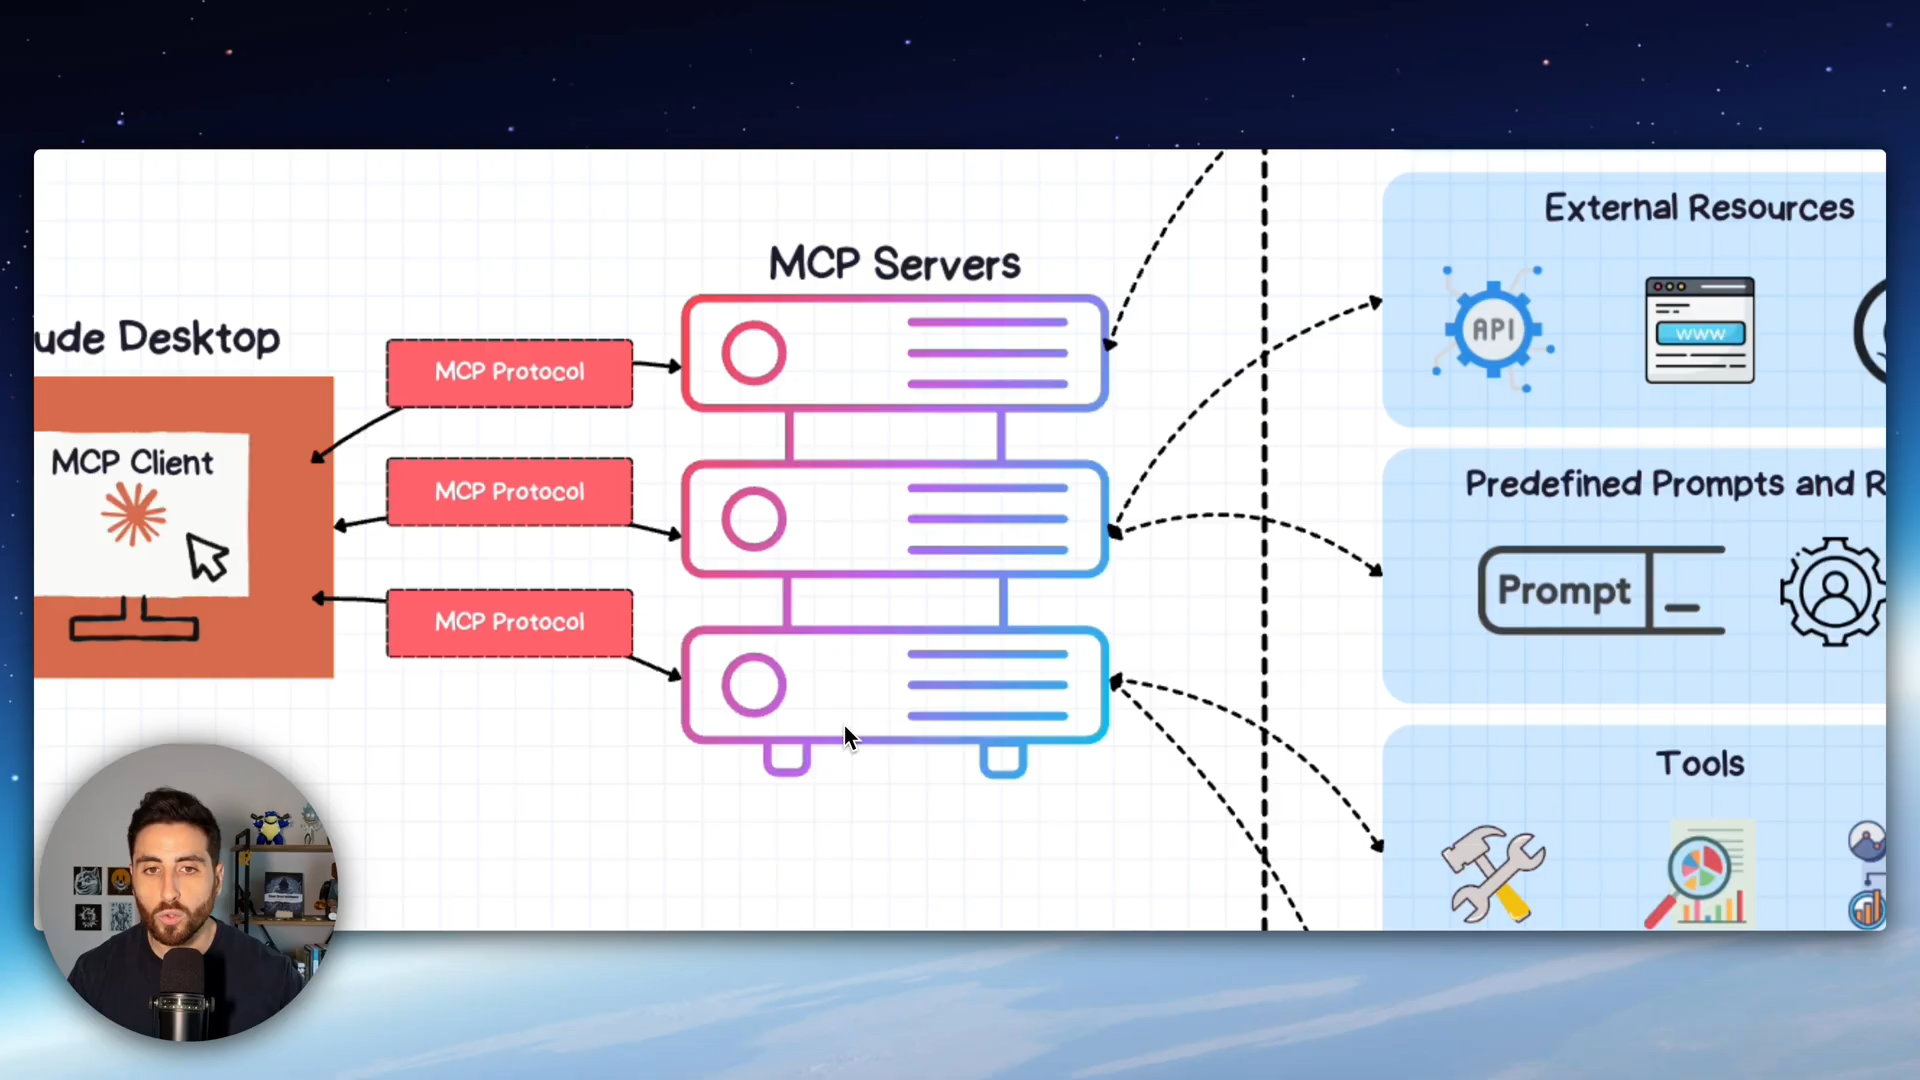 External Resources
MCP Servers
ude Desktop
API
www
MCP Protocol
MCP Client
MCP Protocol
Predefined Prompts and R
Prompt
MCP Protocol
Tools